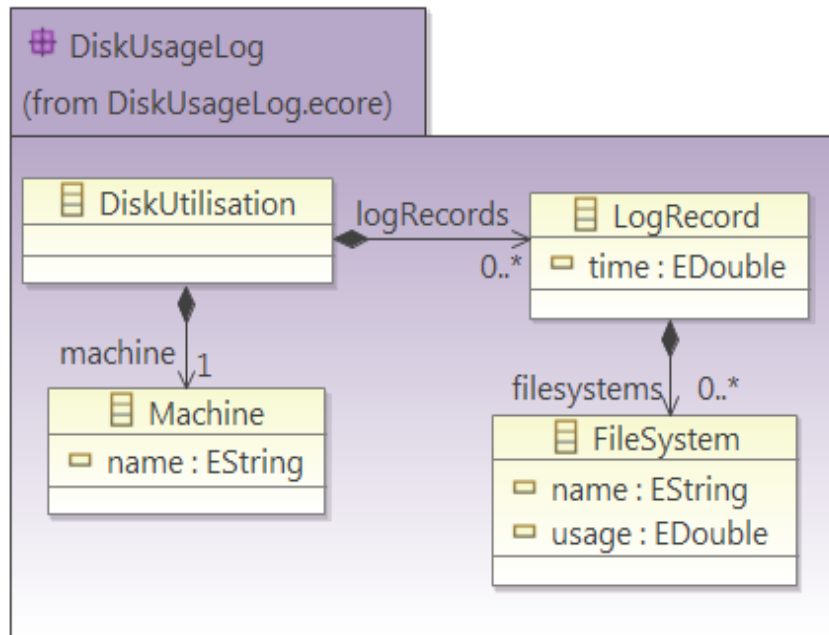 DiskUsageLog
(from DiskUsageLog.ecore)
DiskUtilisation
logRecords
0..*
LogRecord
time : EDouble
machine
1
Machine
name : EString
filesystems
0..*
FileSystem
name : EString
usage : EDouble